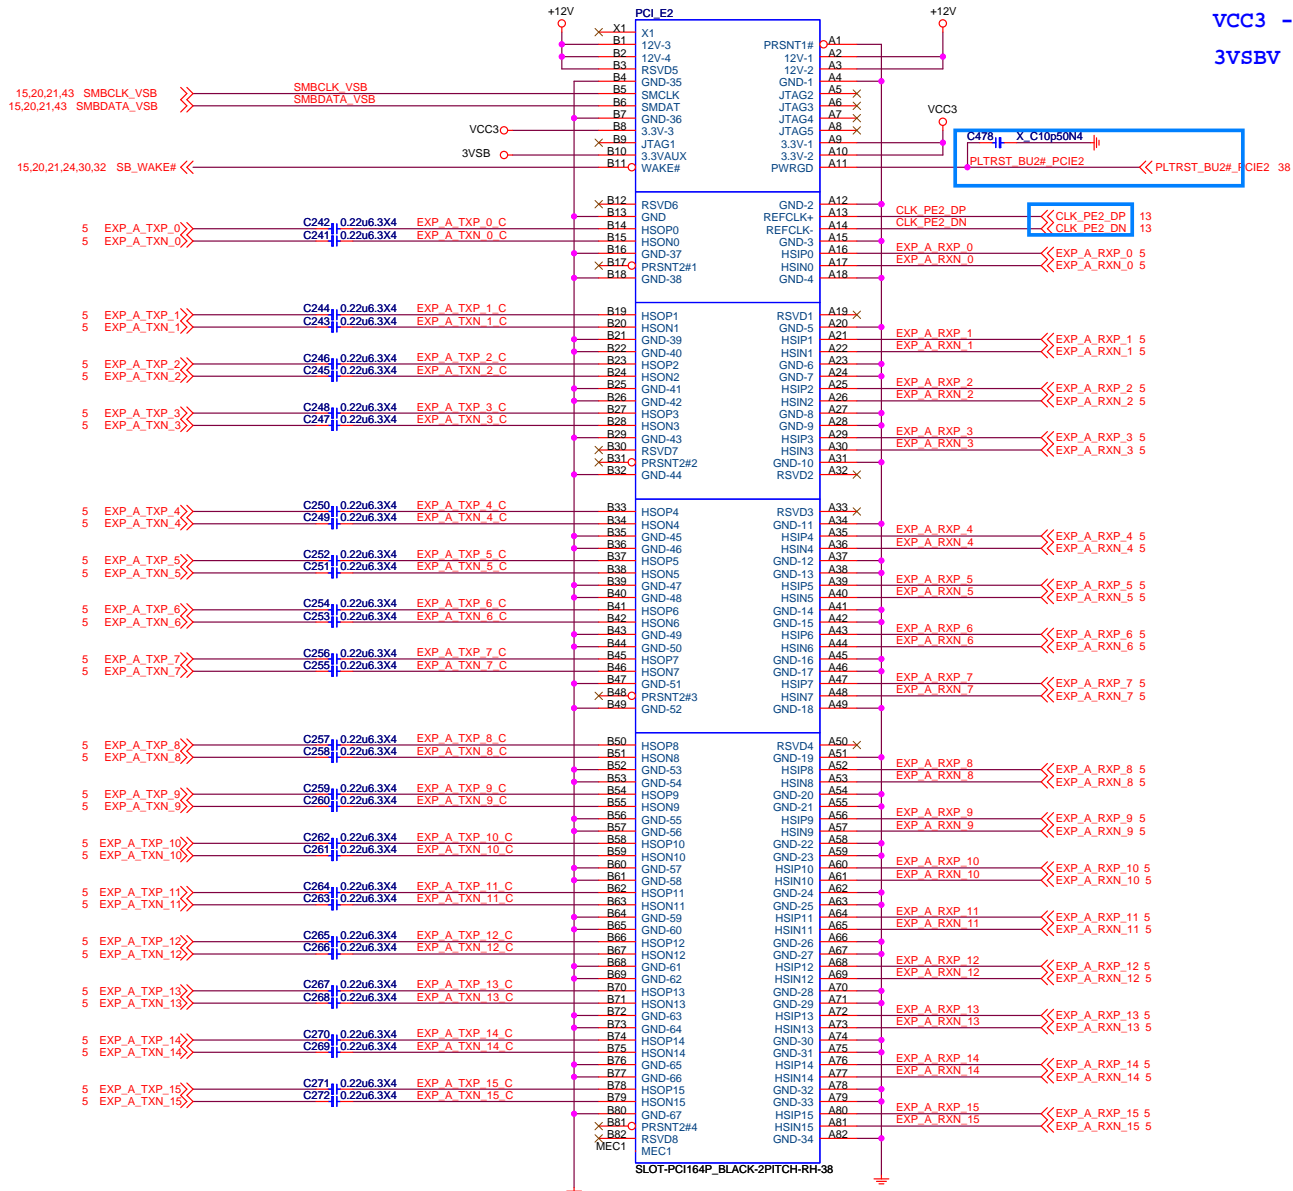 +12V PCI_E2 +12V VCC3 -
3VSBV
X1 X1
B1 12V-3 PRSNT1# A1
B2 12V-4 12V-1 A2
B3 RSVD5 12V-2 A3
B4 GND-35 GND-1 A4
15,20,21,43 SMBCLK_VSB SMBCLK_VSB B5 SMCLK JTAG2 A5
15,20,21,43 SMBDATA_VSB SMBDATA_VSB B6 SMDAT JTAG3 A6
B7 GND-36 JTAG4 A7 VCC3
VCC3 B8 3.3V-3 JTAG5 A8
B9 JTAG1 3.3V-1 A9 C478 X_C10p50N4
3VSB B10 3.3VAUX 3.3V-2 A10
15,20,21,24,30,32 SB_WAKE# B11 WAKE# PWRGD A11 PLTRST_BU2#_PCIE2 PLTRST_BU2#_PCIE2 38
B12 RSVD6 GND-2 A12
B13 GND REFCLK+ A13 CLK_PE2_DP CLK_PE2_DP 13
5 EXP_A_TXP_0 C242 0.22u6.3X4 EXP_A_TXP_0_C B14 HSOP0 REFCLK- A14 CLK_PE2_DN CLK_PE2_DN 13
5 EXP_A_TXN_0 C241 0.22u6.3X4 EXP_A_TXN_0_C B15 HSON0 GND-3 A15
B16 GND-37 HSIP0 A16 EXP_A_RXP_0 EXP_A_RXP_0 5
B17 PRSNT2#1 HSIN0 A17 EXP_A_RXN_0 EXP_A_RXN_0 5
B18 GND-38 GND-4 A18
5 EXP_A_TXP_1 C244 0.22u6.3X4 EXP_A_TXP_1_C B19 HSOP1 RSVD1 A19
5 EXP_A_TXN_1 C243 0.22u6.3X4 EXP_A_TXN_1_C B20 HSON1 GND-5 A20
B21 GND-39 HSIP1 A21 EXP_A_RXP_1 EXP_A_RXP_1 5
B22 GND-40 HSIN1 A22 EXP_A_RXN_1 EXP_A_RXN_1 5
5 EXP_A_TXP_2 C246 0.22u6.3X4 EXP_A_TXP_2_C B23 HSOP2 GND-6 A23
5 EXP_A_TXN_2 C245 0.22u6.3X4 EXP_A_TXN_2_C B24 HSON2 GND-7 A24
B25 GND-41 HSIP2 A25 EXP_A_RXP_2 EXP_A_RXP_2 5
B26 GND-42 HSIN2 A26 EXP_A_RXN_2 EXP_A_RXN_2 5
5 EXP_A_TXP_3 C248 0.22u6.3X4 EXP_A_TXP_3_C B27 HSOP3 GND-8 A27
5 EXP_A_TXN_3 C247 0.22u6.3X4 EXP_A_TXN_3_C B28 HSON3 GND-9 A28
B29 GND-43 HSIP3 A29 EXP_A_RXP_3 EXP_A_RXP_3 5
B30 RSVD7 HSIN3 A30 EXP_A_RXN_3 EXP_A_RXN_3 5
B31 PRSNT2#2 GND-10 A31
B32 GND-44 RSVD2 A32
5 EXP_A_TXP_4 C250 0.22u6.3X4 EXP_A_TXP_4_C B33 HSOP4 RSVD3 A33
5 EXP_A_TXN_4 C249 0.22u6.3X4 EXP_A_TXN_4_C B34 HSON4 GND-11 A34
B35 GND-45 HSIP4 A35 EXP_A_RXP_4 EXP_A_RXP_4 5
B36 GND-46 HSIN4 A36 EXP_A_RXN_4 EXP_A_RXN_4 5
5 EXP_A_TXP_5 C252 0.22u6.3X4 EXP_A_TXP_5_C B37 HSOP5 GND-12 A37
5 EXP_A_TXN_5 C251 0.22u6.3X4 EXP_A_TXN_5_C B38 HSON5 GND-13 A38
B39 GND-47 HSIP5 A39 EXP_A_RXP_5 EXP_A_RXP_5 5
B40 GND-48 HSIN5 A40 EXP_A_RXN_5 EXP_A_RXN_5 5
5 EXP_A_TXP_6 C254 0.22u6.3X4 EXP_A_TXP_6_C B41 HSOP6 GND-14 A41
5 EXP_A_TXN_6 C253 0.22u6.3X4 EXP_A_TXN_6_C B42 HSON6 GND-15 A42
B43 GND-49 HSIP6 A43 EXP_A_RXP_6 EXP_A_RXP_6 5
B44 GND-50 HSIN6 A44 EXP_A_RXN_6 EXP_A_RXN_6 5
5 EXP_A_TXP_7 C256 0.22u6.3X4 EXP_A_TXP_7_C B45 HSOP7 GND-16 A45
5 EXP_A_TXN_7 C255 0.22u6.3X4 EXP_A_TXN_7_C B46 HSON7 GND-17 A46
B47 GND-51 HSIP7 A47 EXP_A_RXP_7 EXP_A_RXP_7 5
B48 PRSNT2#3 HSIN7 A48 EXP_A_RXN_7 EXP_A_RXN_7 5
B49 GND-52 GND-18 A49
5 EXP_A_TXP_8 C257 0.22u6.3X4 EXP_A_TXP_8_C B50 HSOP8 RSVD4 A50
5 EXP_A_TXN_8 C258 0.22u6.3X4 EXP_A_TXN_8_C B51 HSON8 GND-19 A51
B52 GND-53 HSIP8 A52 EXP_A_RXP_8 EXP_A_RXP_8 5
B53 GND-54 HSIN8 A53 EXP_A_RXN_8 EXP_A_RXN_8 5
5 EXP_A_TXP_9 C259 0.22u6.3X4 EXP_A_TXP_9_C B54 HSOP9 GND-20 A54
5 EXP_A_TXN_9 C260 0.22u6.3X4 EXP_A_TXN_9_C B55 HSON9 GND-21 A55
B56 GND-55 HSIP9 A56 EXP_A_RXP_9 EXP_A_RXP_9 5
B57 GND-56 HSIN9 A57 EXP_A_RXN_9 EXP_A_RXN_9 5
5 EXP_A_TXP_10 C262 0.22u6.3X4 EXP_A_TXP_10_C B58 HSOP10 GND-22 A58
5 EXP_A_TXN_10 C261 0.22u6.3X4 EXP_A_TXN_10_C B59 HSON10 GND-23 A59
B60 GND-57 HSIP10 A60 EXP_A_RXP_10 EXP_A_RXP_10 5
B61 GND-58 HSIN10 A61 EXP_A_RXN_10 EXP_A_RXN_10 5
5 EXP_A_TXP_11 C264 0.22u6.3X4 EXP_A_TXP_11_C B62 HSOP11 GND-24 A62
5 EXP_A_TXN_11 C263 0.22u6.3X4 EXP_A_TXN_11_C B63 HSON11 GND-25 A63
B64 GND-59 HSIP11 A64 EXP_A_RXP_11 EXP_A_RXP_11 5
B65 GND-60 HSIN11 A65 EXP_A_RXN_11 EXP_A_RXN_11 5
5 EXP_A_TXP_12 C265 0.22u6.3X4 EXP_A_TXP_12_C B66 HSOP12 GND-26 A66
5 EXP_A_TXN_12 C266 0.22u6.3X4 EXP_A_TXN_12_C B67 HSON12 GND-27 A67
B68 GND-61 HSIP12 A68 EXP_A_RXP_12 EXP_A_RXP_12 5
B69 GND-62 HSIN12 A69 EXP_A_RXN_12 EXP_A_RXN_12 5
5 EXP_A_TXP_13 C267 0.22u6.3X4 EXP_A_TXP_13_C B70 HSOP13 GND-28 A70
5 EXP_A_TXN_13 C268 0.22u6.3X4 EXP_A_TXN_13_C B71 HSON13 GND-29 A71
B72 GND-63 HSIP13 A72 EXP_A_RXP_13 EXP_A_RXP_13 5
B73 GND-64 HSIN13 A73 EXP_A_RXN_13 EXP_A_RXN_13 5
5 EXP_A_TXP_14 C270 0.22u6.3X4 EXP_A_TXP_14_C B74 HSOP14 GND-30 A74
5 EXP_A_TXN_14 C269 0.22u6.3X4 EXP_A_TXN_14_C B75 HSON14 GND-31 A75
B76 GND-65 HSIP14 A76 EXP_A_RXP_14 EXP_A_RXP_14 5
B77 GND-66 HSIN14 A77 EXP_A_RXN_14 EXP_A_RXN_14 5
5 EXP_A_TXP_15 C271 0.22u6.3X4 EXP_A_TXP_15_C B78 HSOP15 GND-32 A78
5 EXP_A_TXN_15 C272 0.22u6.3X4 EXP_A_TXN_15_C B79 HSON15 GND-33 A79
B80 GND-67 HSIP15 A80 EXP_A_RXP_15 EXP_A_RXP_15 5
B81 PRSNT2#4 HSIN15 A81 EXP_A_RXN_15 EXP_A_RXN_15 5
B82 RSVD8 GND-34 A82
MEC1 MEC1
SLOT-PCI164P_BLACK-2PITCH-RH-38